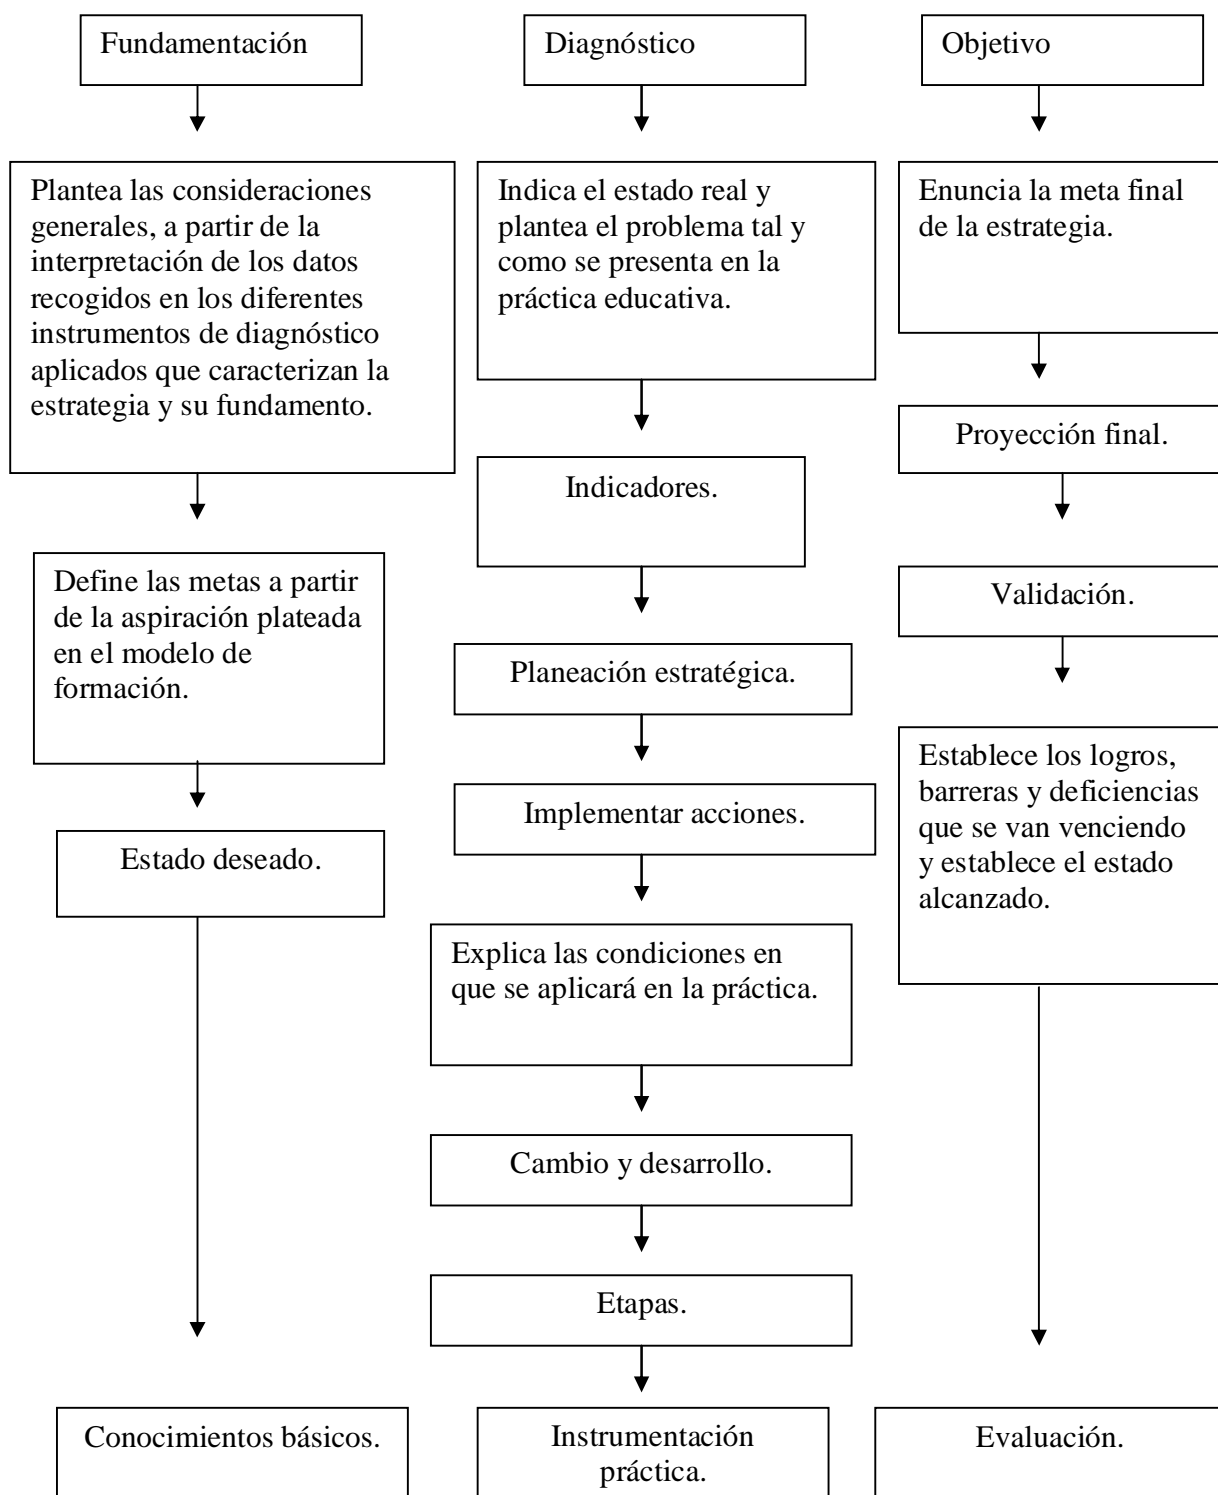 Fundamentación
Diagnóstico
Objetivo
Plantea las consideraciones
generales, a partir de la
interpretación de los datos
recogidos en los diferentes
instrumentos de diagnóstico
aplicados que caracterizan la
estrategia y su fundamento.
Indica el estado real y
plantea el problema tal y
como se presenta en la
práctica educativa.
Enuncia la meta final
de la estrategia.
Proyección final.
Indicadores.
Define las metas a partir
de la aspiración plateada
en el modelo de
formación.
Validación.
Planeación estratégica.
Establece los logros,
barreras y deficiencias
que se van venciendo
y establece el estado
alcanzado.
Implementar acciones.
Estado deseado.
Explica las condiciones en
que se aplicará en la práctica.
Cambio y desarrollo.
Etapas.
Conocimientos básicos.
Instrumentación
práctica.
Evaluación.